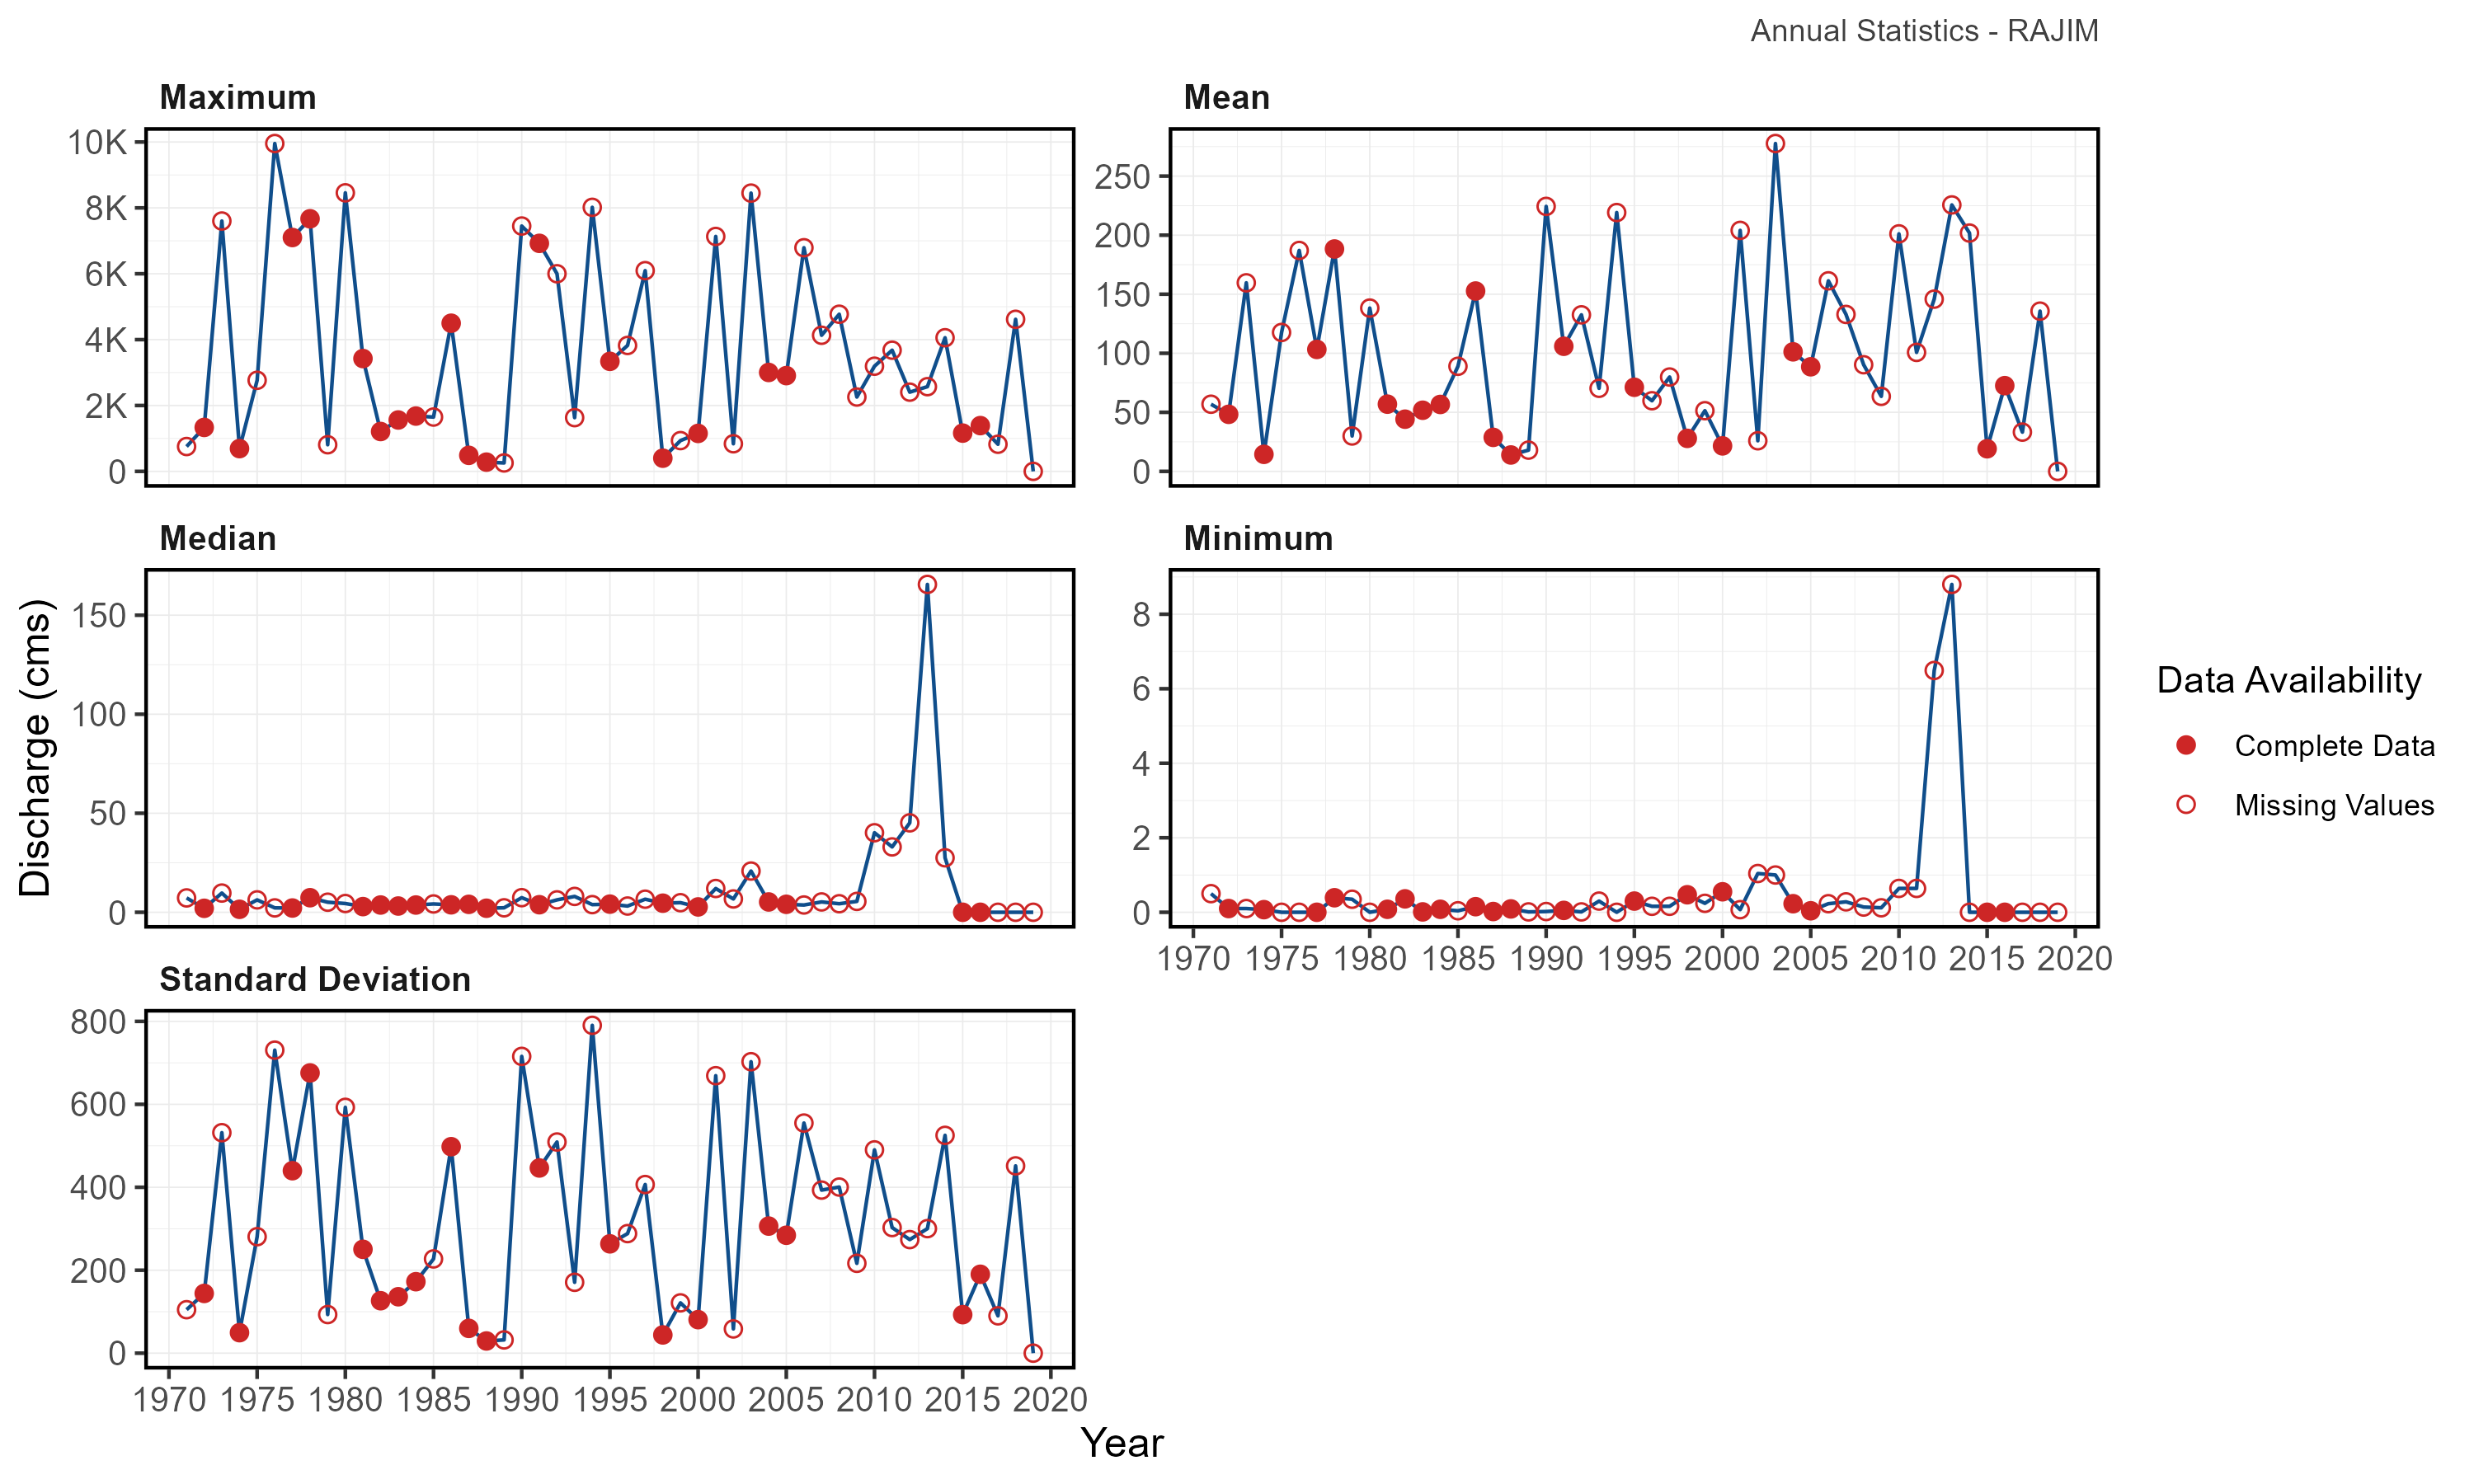 Annual Statistics - RAJIM
Maximum
10K
8K
6K
4K
2K
0
Mean
250
200
150
100
50
0
Discharge (cms)
Median
150
100
50
0
Minimum
8
6
4
2
0
1970 1975 1980 1985 1990 1995 2000 2005 2010 2015 2020
Data Availability
Complete Data
Missing Values
Standard Deviation
800
600
400
200
0
1970 1975 1980 1985 1990 1995 2000 2005 2010 2015 2020
Year